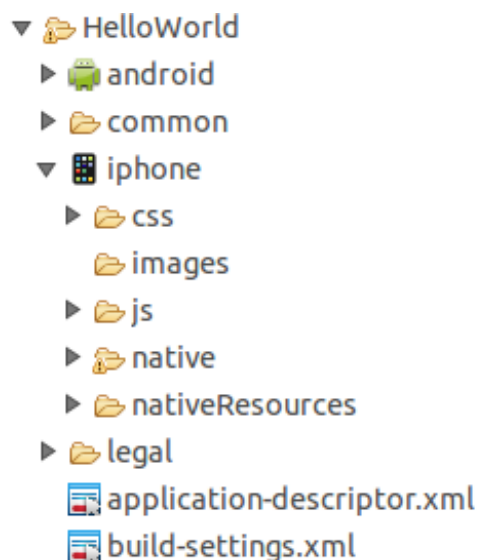 HelloWorld
android
common
iphone
css
images
js
native
nativeResources
legal
application-descriptor.xml
build-settings.xml